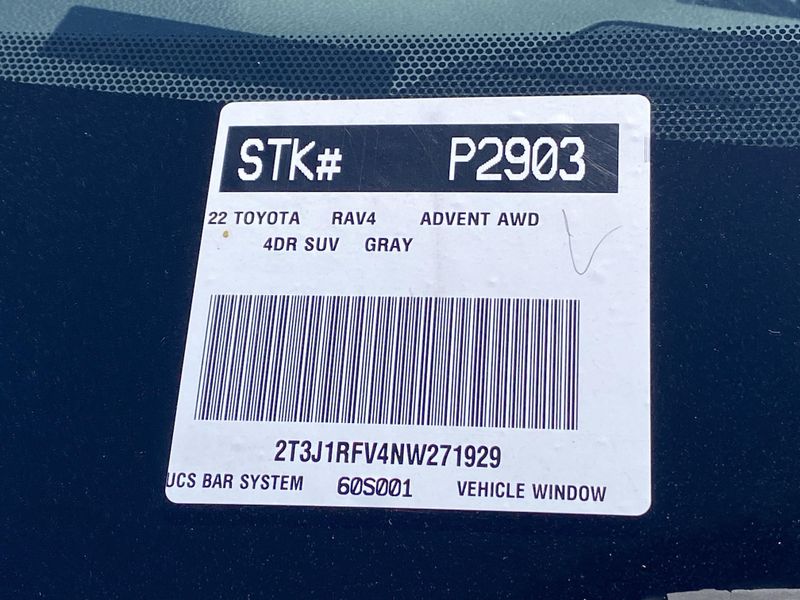 STK# P2903
22 TOYOTA RAV4 ADVENT AWD
4DR SUV GRAY
2T3J1RFV4NW271929
UCS BAR SYSTEM 60S001 VEHICLE WINDOW